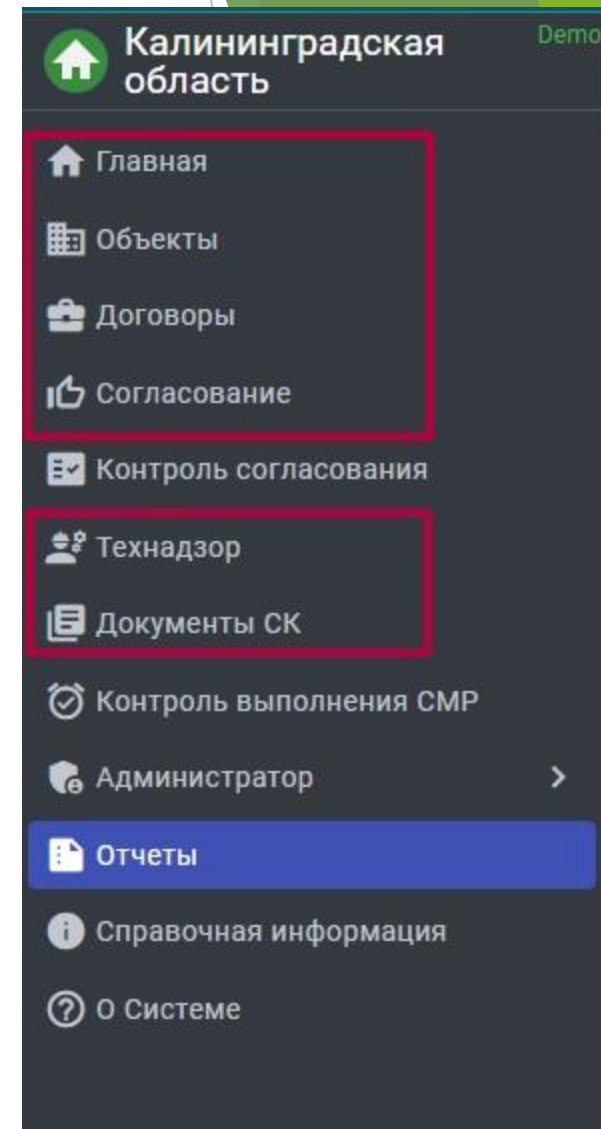 Калининградская
область
Demo
Главная
Объекты
Договоры
Согласование
Контроль согласования
Технадзор
Документы СК
Контроль выполнения СМР
Администратор
Отчеты
Справочная информация
О Системе